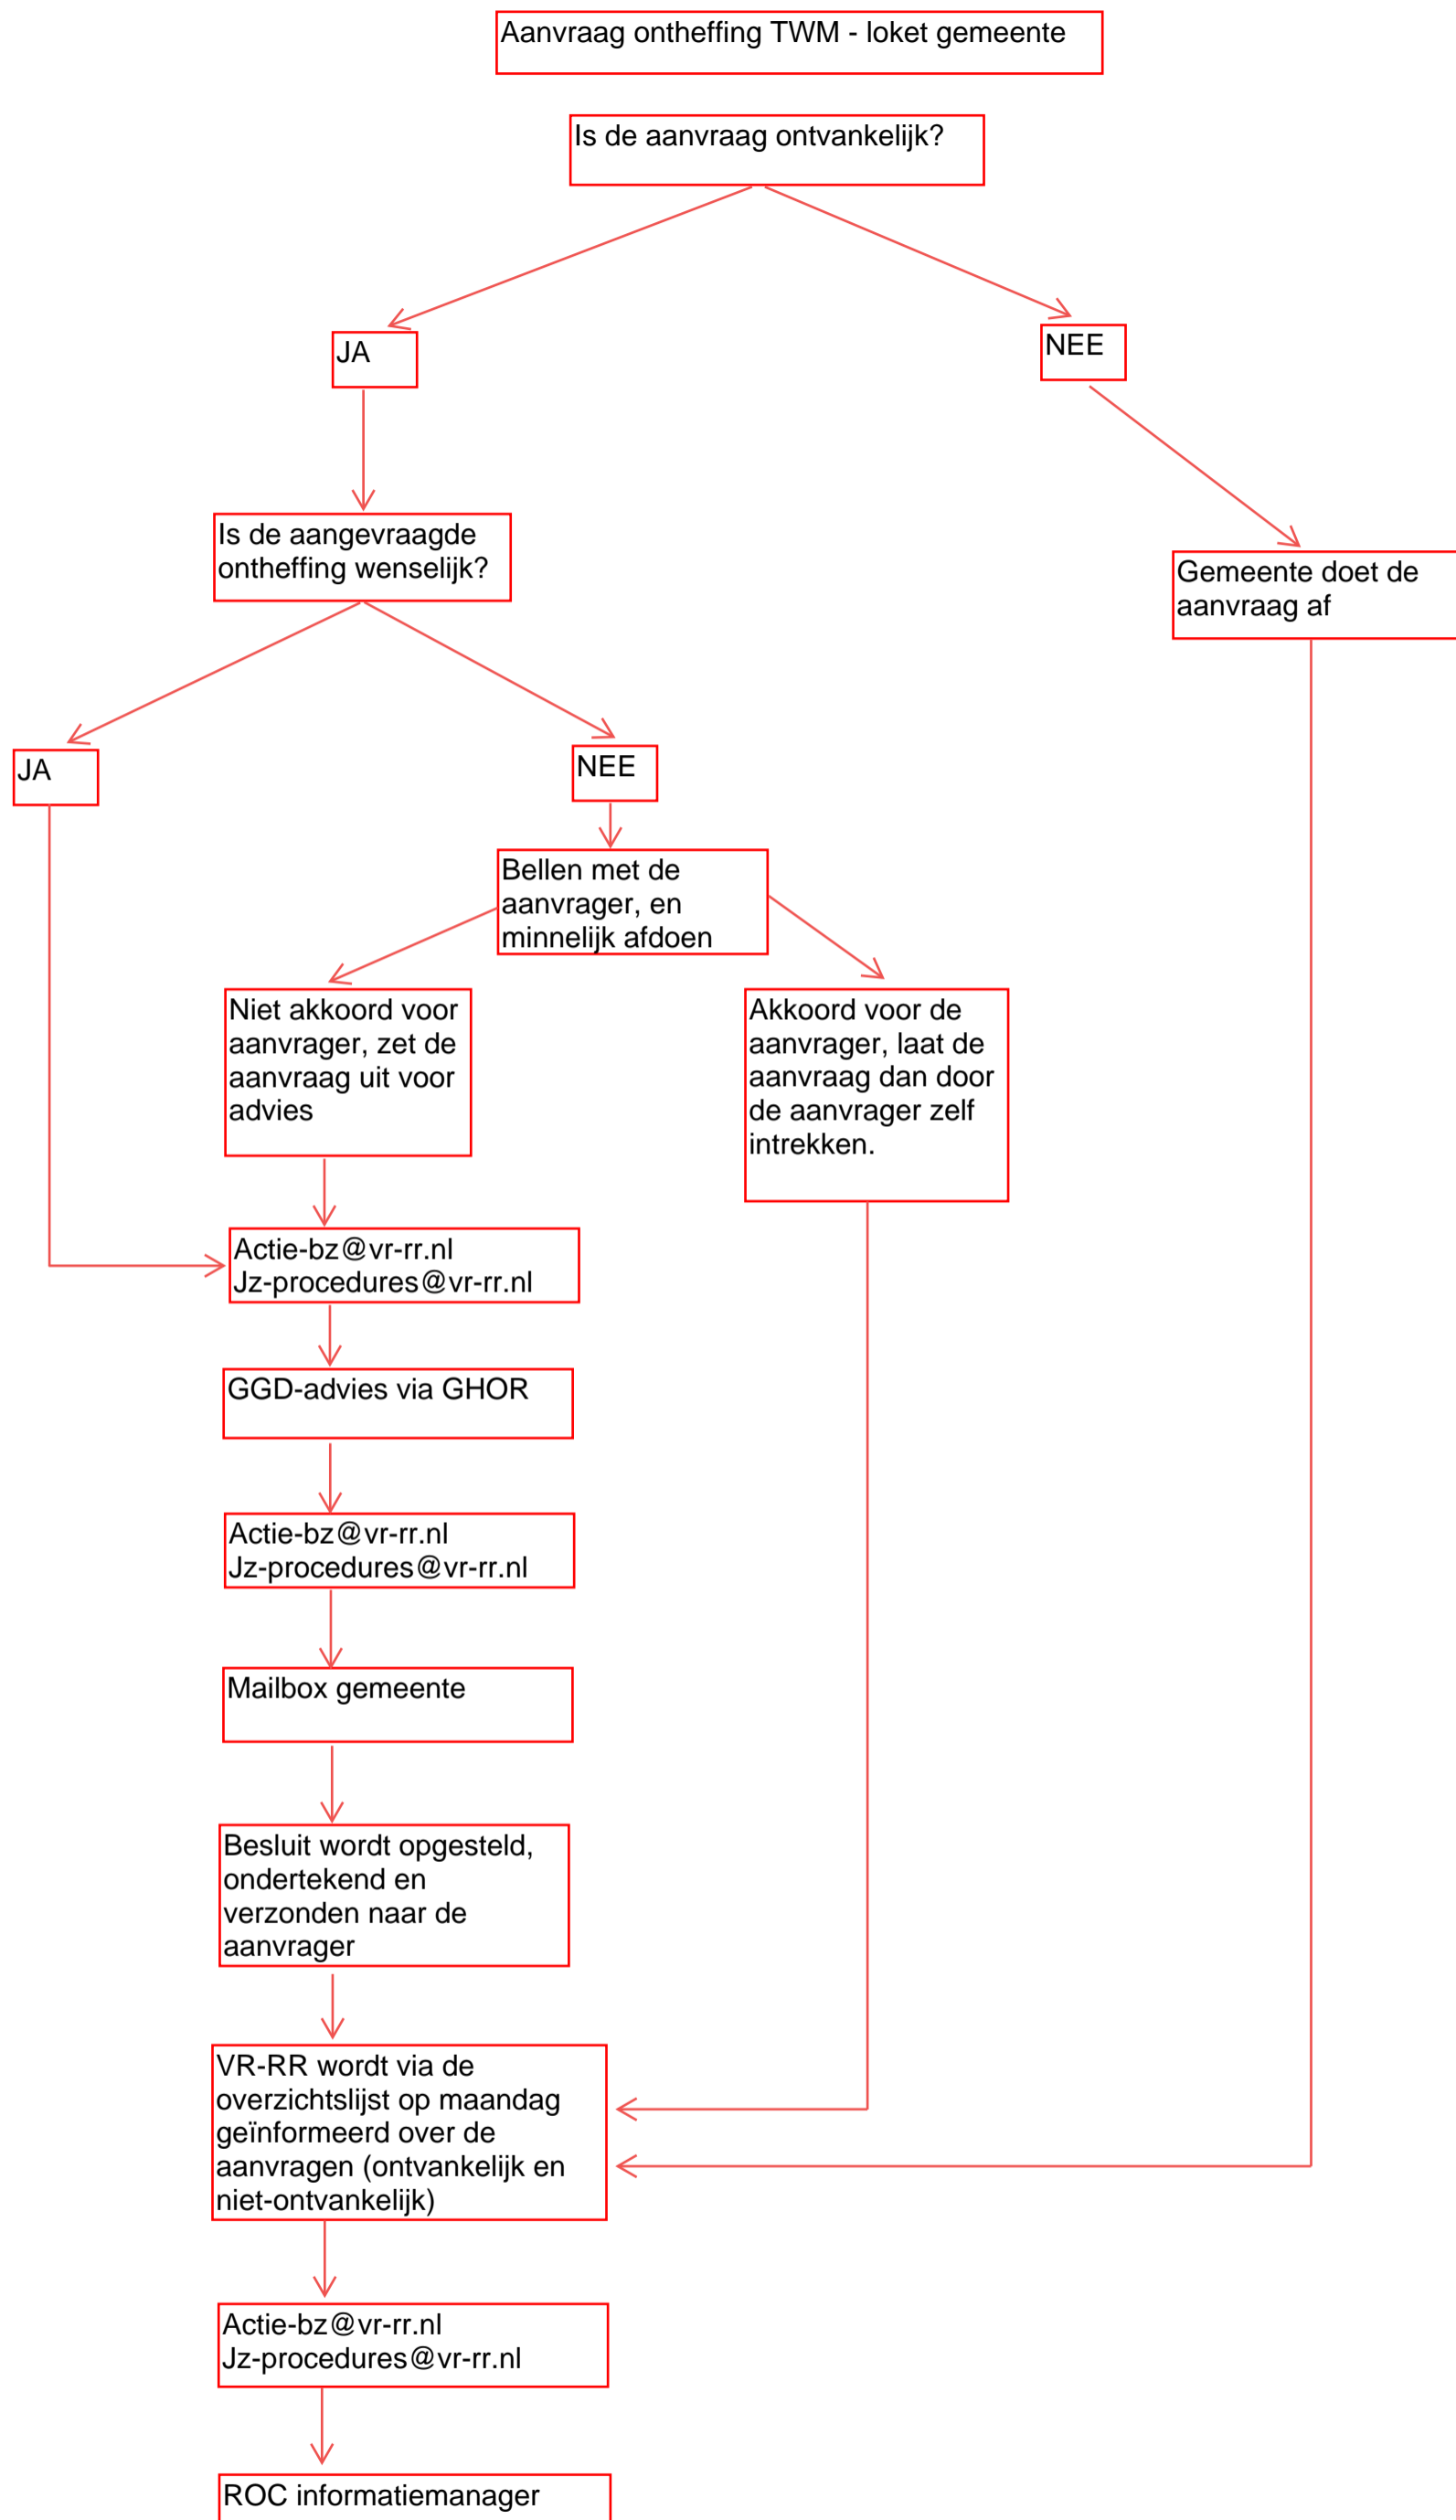 Aanvraag ontheffing TWM - loket gemeente
Is de aanvraag ontvankelijk?
JA
NEE
Is de aangevraagde
ontheffing wenselijk?
Gemeente doet de
aanvraag af
JA
NEE
Bellen met de
aanvrager, en
minnelijk afdoen
Niet akkoord voor
aanvrager, zet de
aanvraag uit voor
advies
Akkoord voor de
aanvrager, laat de
aanvraag dan door
de aanvrager zelf
intrekken.
Actie-bz@vr-rr.nl
Jz-procedures@vr-rr.nl
GGD-advies via GHOR
Actie-bz@vr-rr.nl
Jz-procedures@vr-rr.nl
Mailbox gemeente
Besluit wordt opgesteld,
ondertekend en
verzonden naar de
aanvrager
VR-RR wordt via de
overzichtslijst op maandag
geïnformeerd over de
aanvragen (ontvankelijk en
niet-ontvankelijk)
Actie-bz@vr-rr.nl
Jz-procedures@vr-rr.nl
ROC informatiemanager